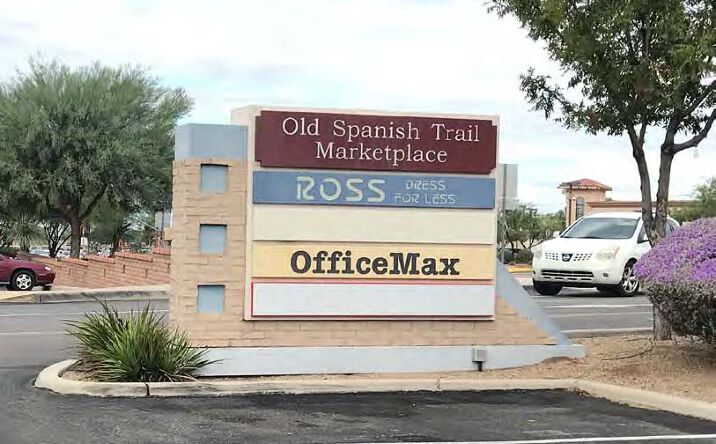 Old Spanish Trail
Marketplace
ROSS DRESS
FOR LESS
OfficeMax